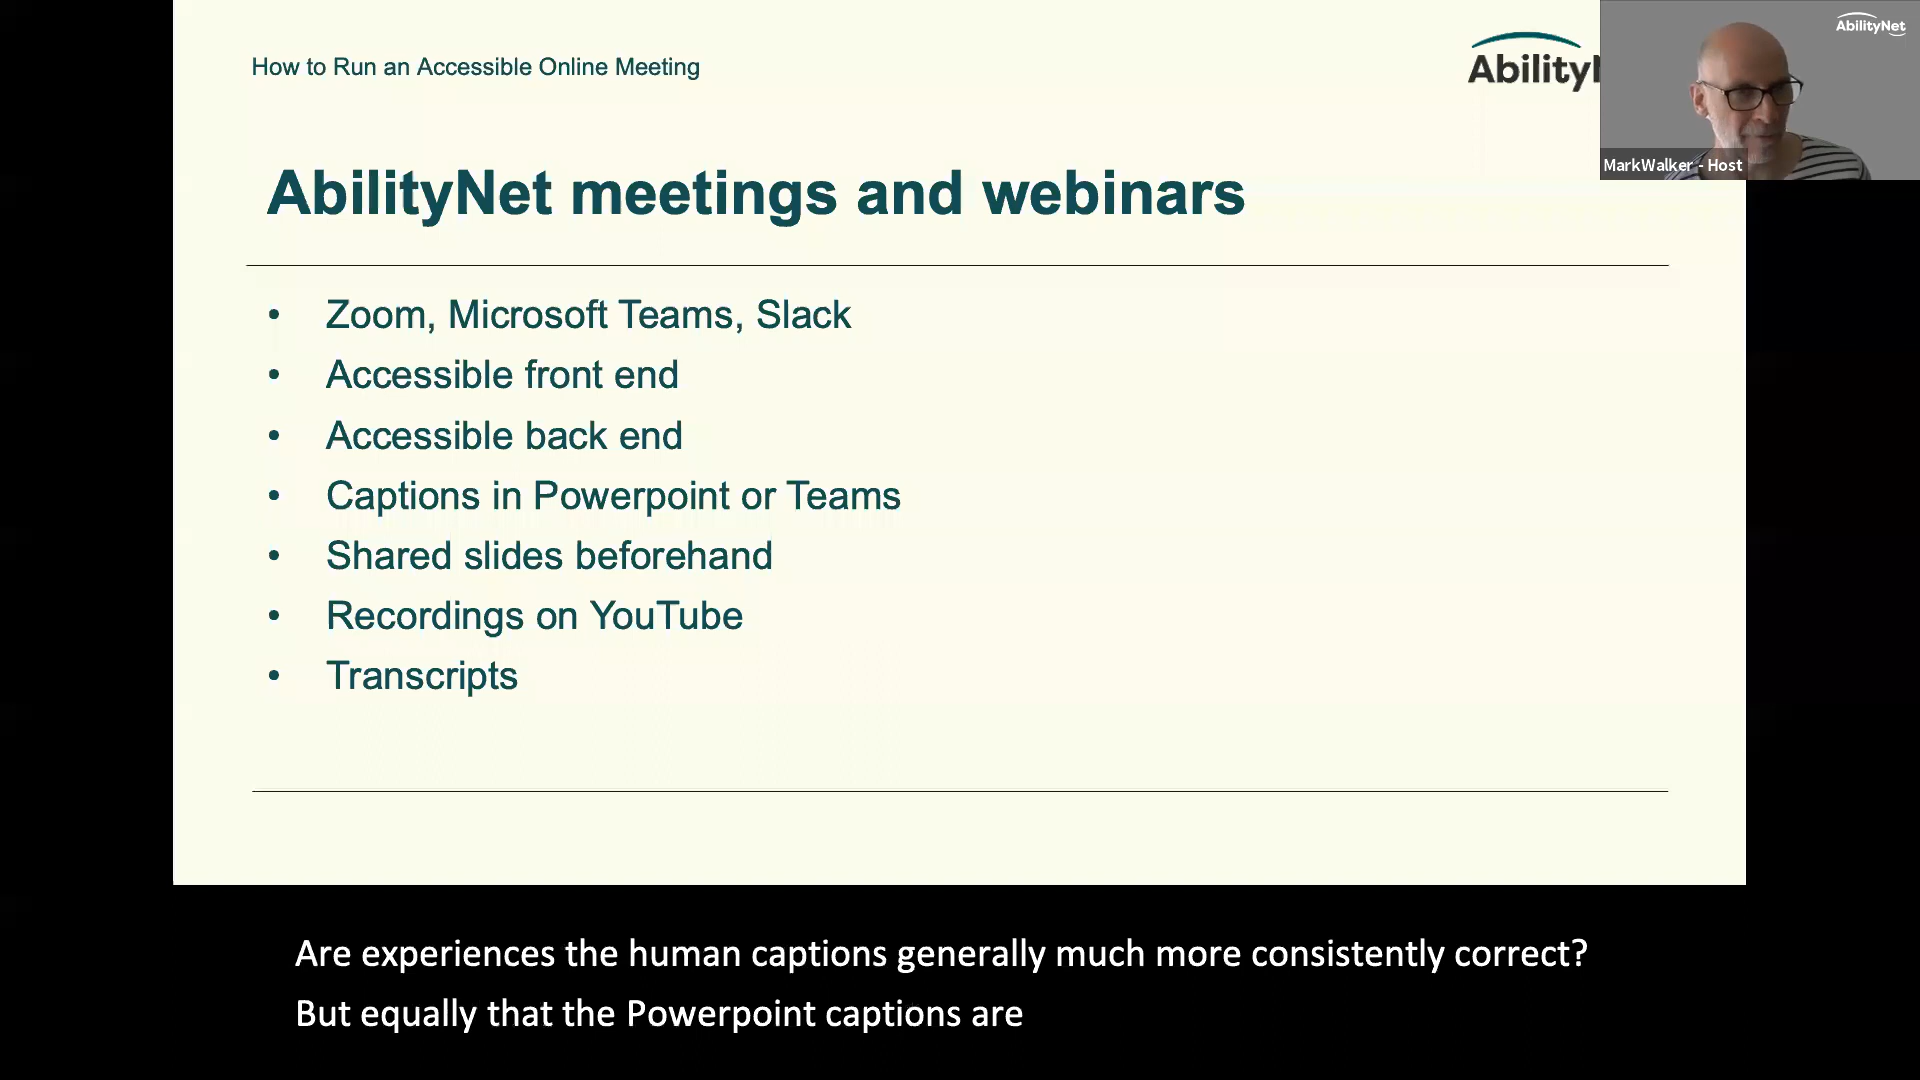 How to Run an Accessible Online Meeting
AbilityN
AbilityNet
MarkWalker - Host
AbilityNet meetings and webinars
• Zoom, Microsoft Teams, Slack
• Accessible front end
• Accessible back end
• Captions in Powerpoint or Teams
• Shared slides beforehand
• Recordings on YouTube
• Transcripts
Are experiences the human captions generally much more consistently correct?
But equally that the Powerpoint captions are